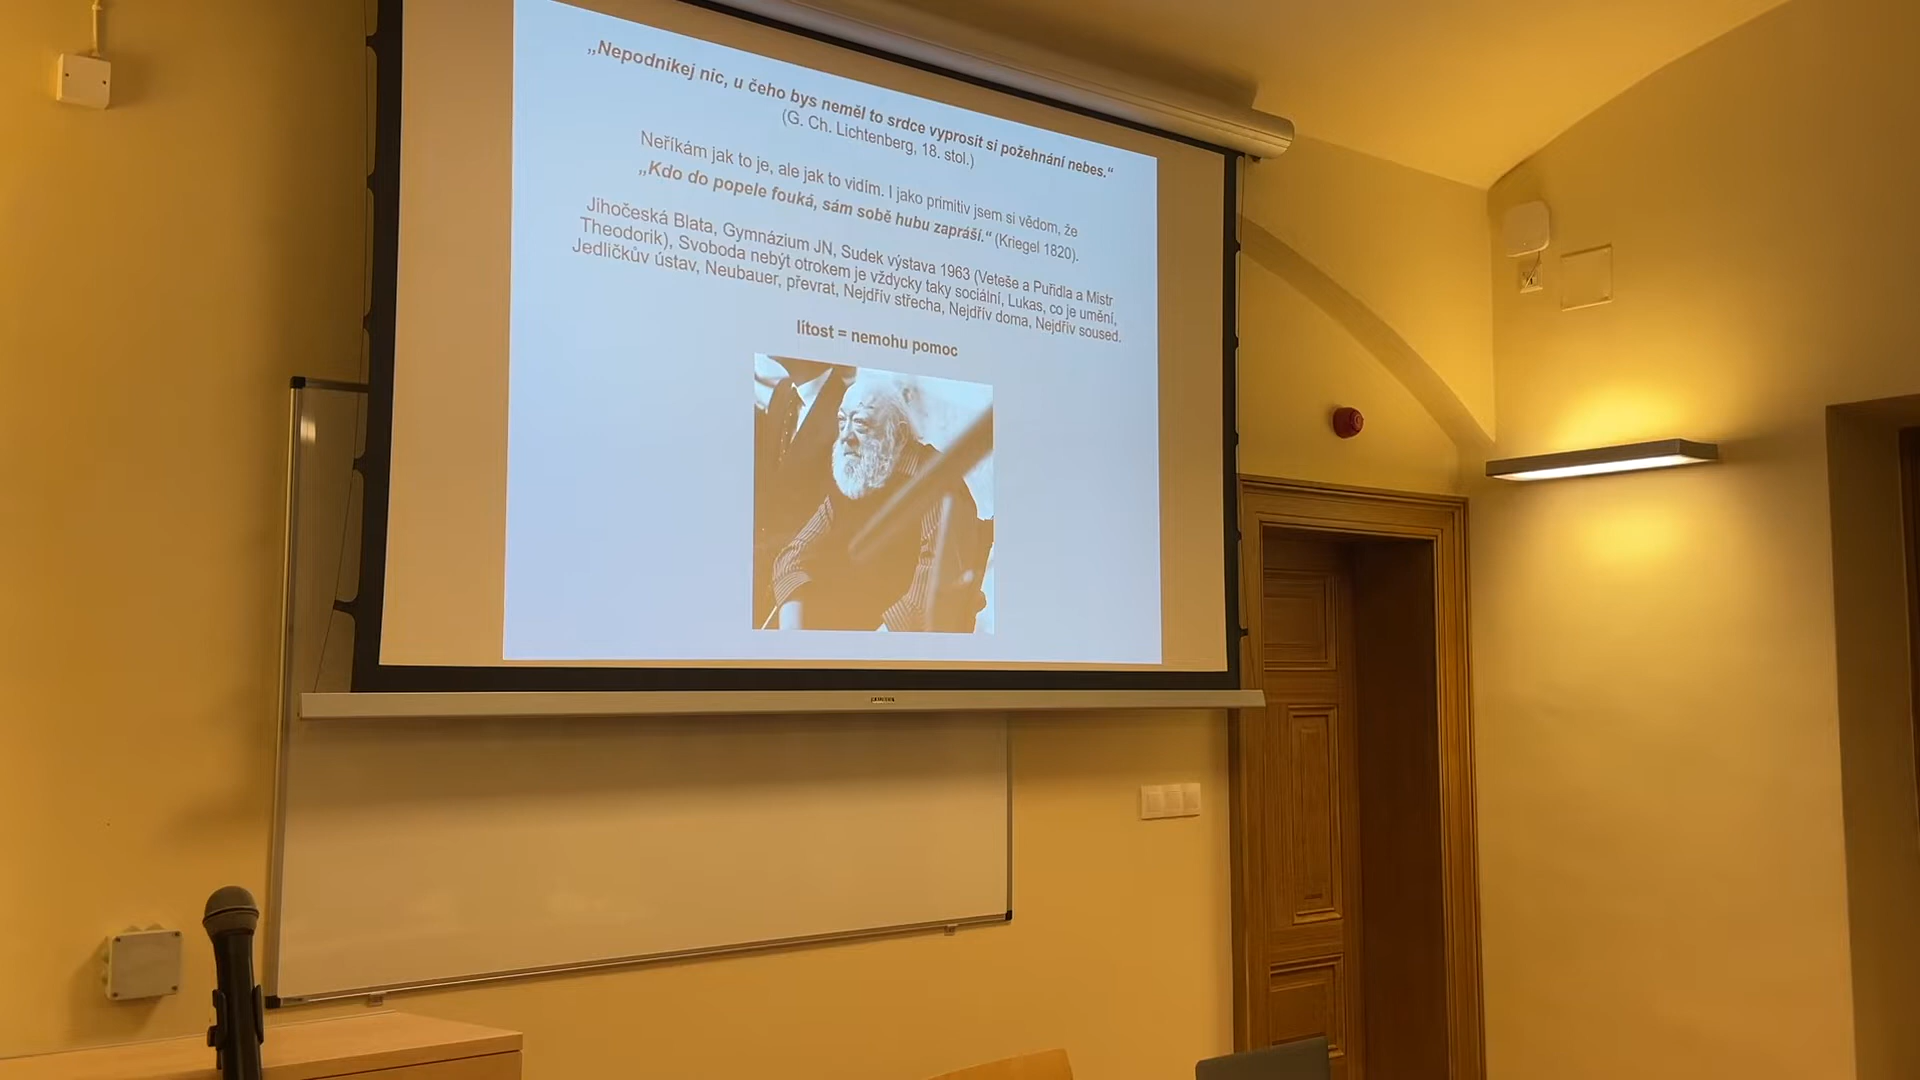 „Nepodnikej nic, u čeho bys neměl to srdce vyprosit si požehnání nebes.“
(G. Ch. Lichtenberg, 18. stol.)
Neříkám jak to je, ale jak to vidím. I jako primitiv jsem si vědom, že
„Kdo do popele fouká, sám sobě hubu zapráší.“ (Kriegel 1820).
Jihočeská Blata, Gymnázium JN, Sudek výstava 1963 (Veteše a Puřidla a Mistr
Theodorik), Svoboda nebýt otrokem je vždycky taky sociální, Lukas, co je umění,
Jedličkův ústav, Neubauer, převrat, Nejdřív střecha, Nejdřív doma, Nejdřív soused.
lítost = nemohu pomoc